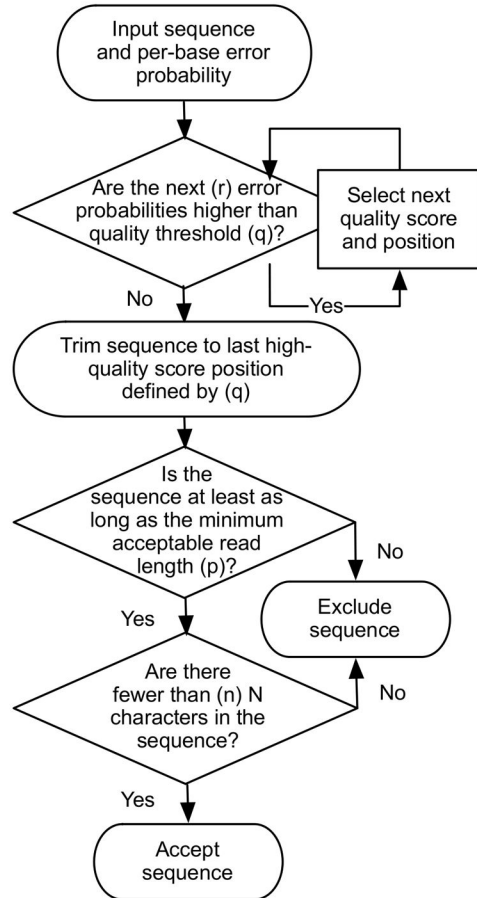 Input sequence
and per-base error
probability
Are the next (r) error
probabilities higher than
quality threshold (q)?
Select next
quality score
and position
Yes
No
Trim sequence to last high-
quality score position
defined by (q)
Is the
sequence at least as
long as the minimum
acceptable read
length (p)?
No
Yes
Exclude
sequence
Are there
fewer than (n) N
characters in the
sequence?
No
Yes
Accept
sequence